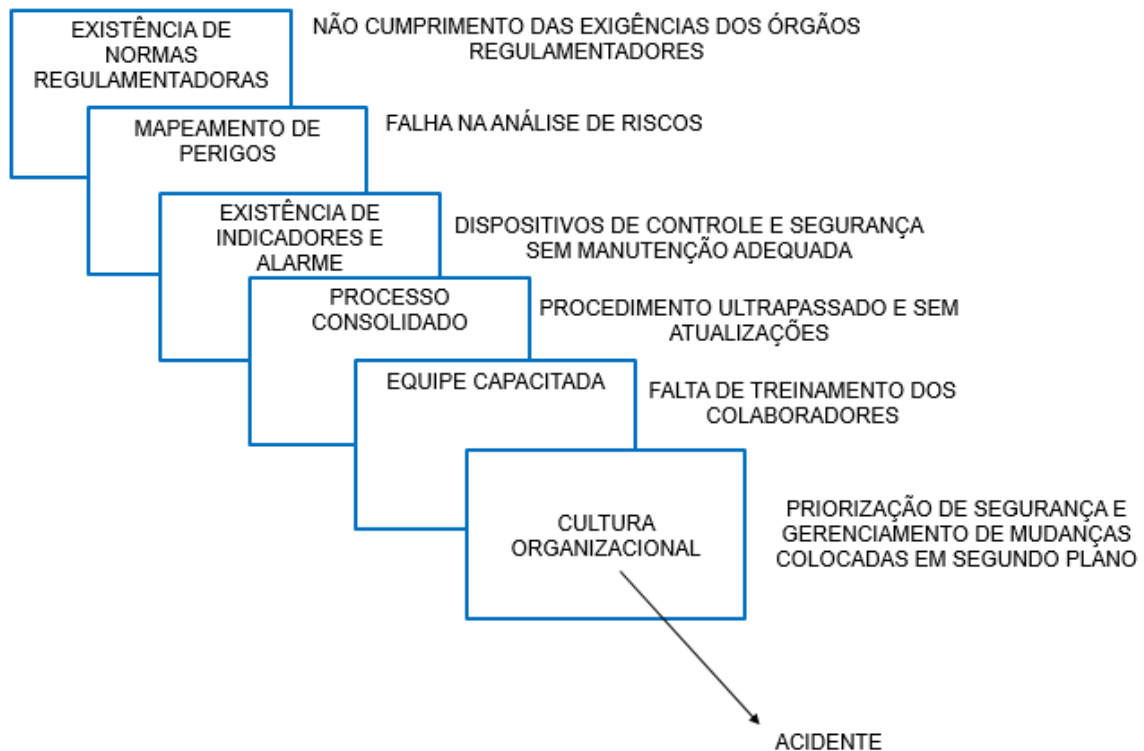 EXISTÊNCIA DE
NORMAS
REGULAMENTADORAS
NÃO CUMPRIMENTO DAS EXIGÊNCIAS DOS ÓRGÃOS
REGULAMENTADORES
MAPEAMENTO DE
PERIGOS
FALHA NA ANÁLISE DE RISCOS
EXISTÊNCIA DE
INDICADORES E
ALARME
DISPOSITIVOS DE CONTROLE E SEGURANÇA
SEM MANUTENÇÃO ADEQUADA
PROCESSO
CONSOLIDADO
PROCEDIMENTO ULTRAPASSADO E SEM
ATUALIZAÇÕES
EQUIPE CAPACITADA
FALTA DE TREINAMENTO DOS
COLABORADORES
CULTURA
ORGANIZACIONAL
PRIORIZAÇÃO DE SEGURANÇA E
GERENCIAMENTO DE MUDANÇAS
COLOCADAS EM SEGUNDO PLANO
ACIDENTE